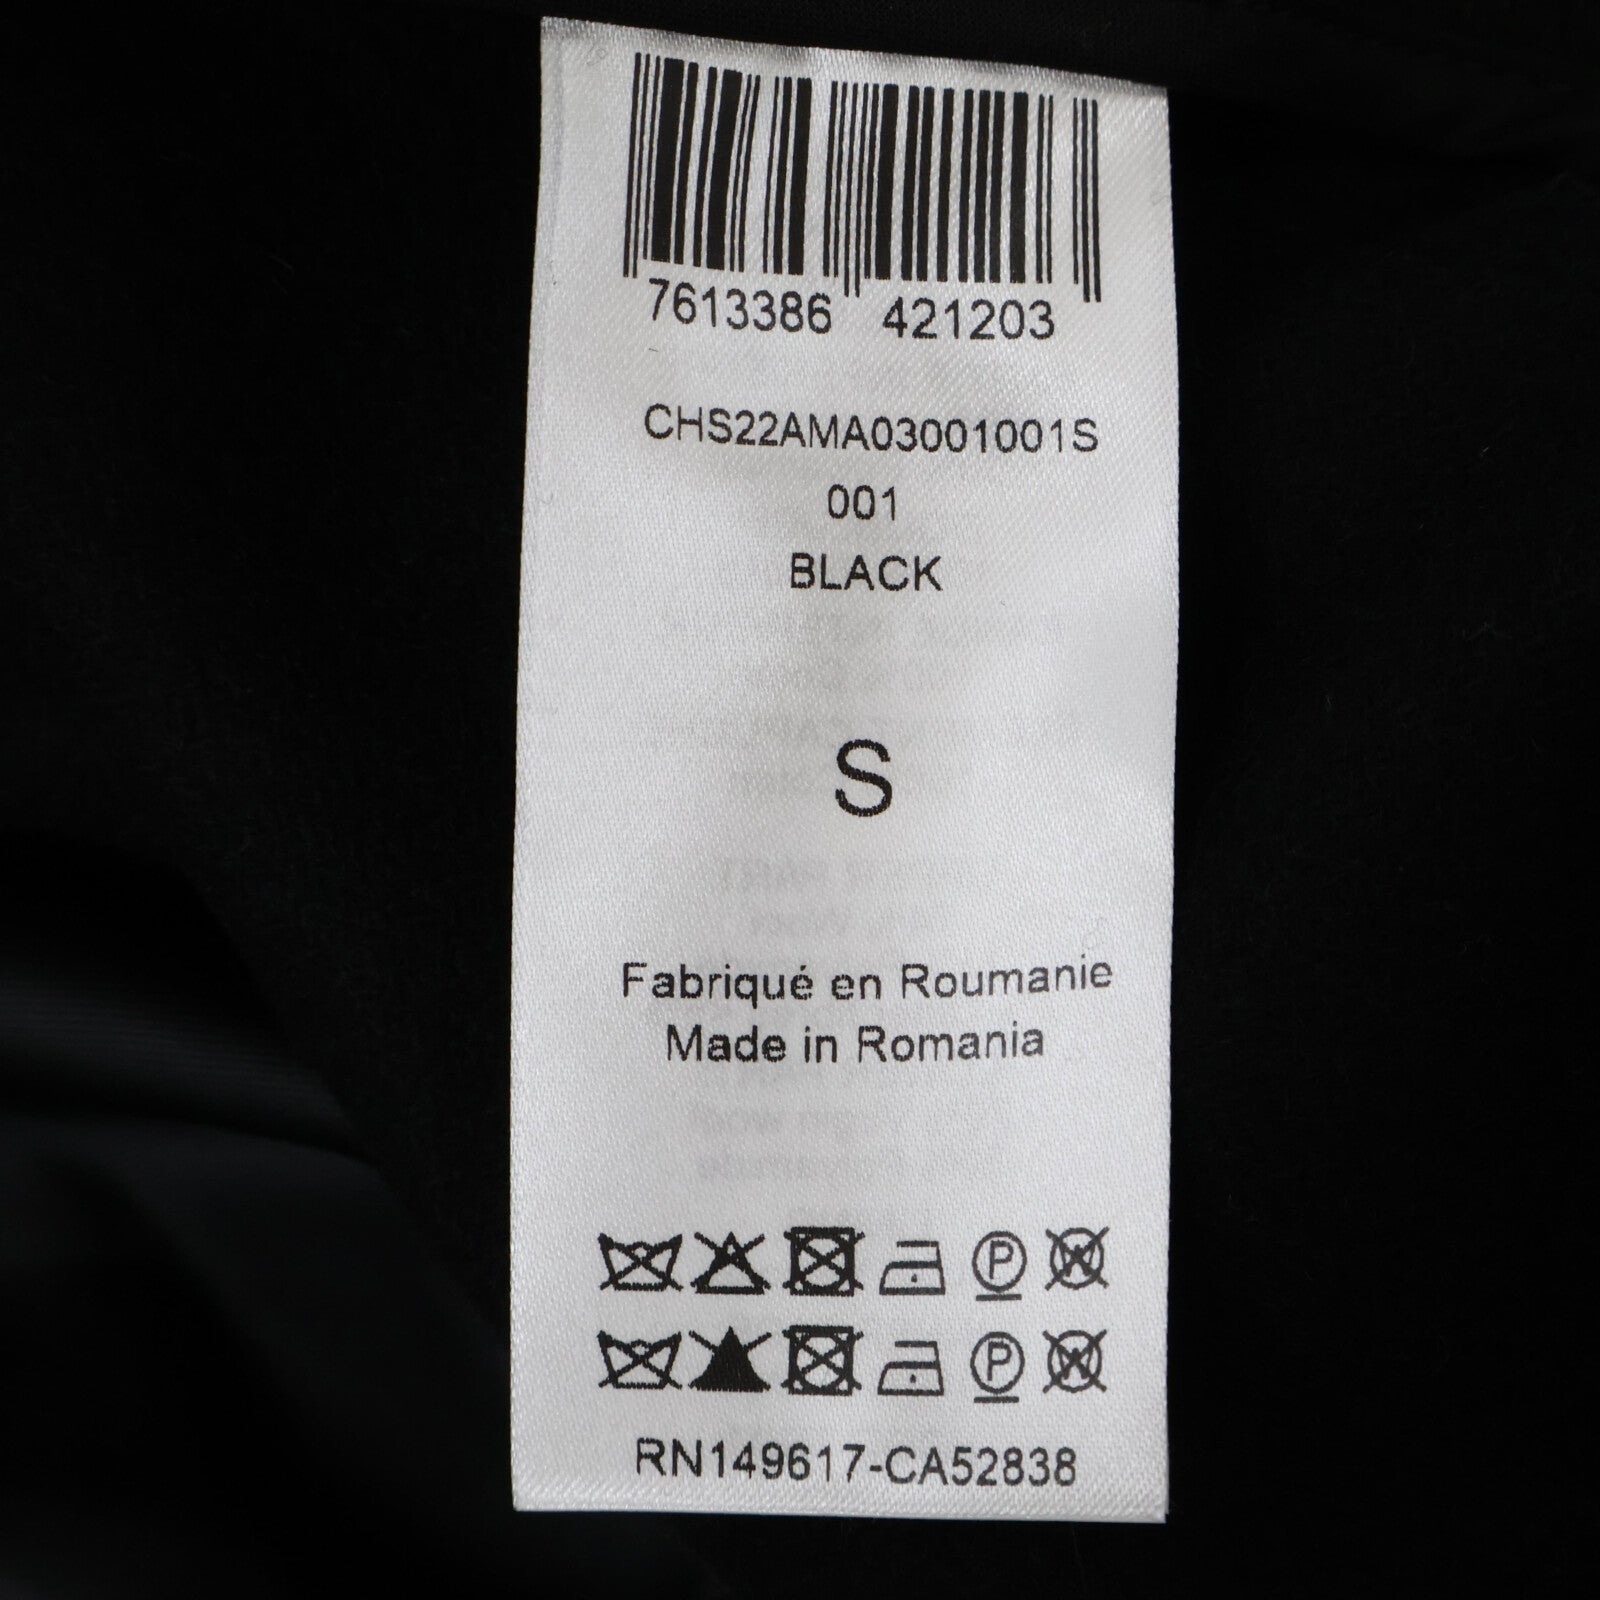 7613386 421203
CHS22AMA03001001S
001
BLACK
S
Fabriqué en Roumanie
Made in Romania
P W
P W
RN149617-CA52838